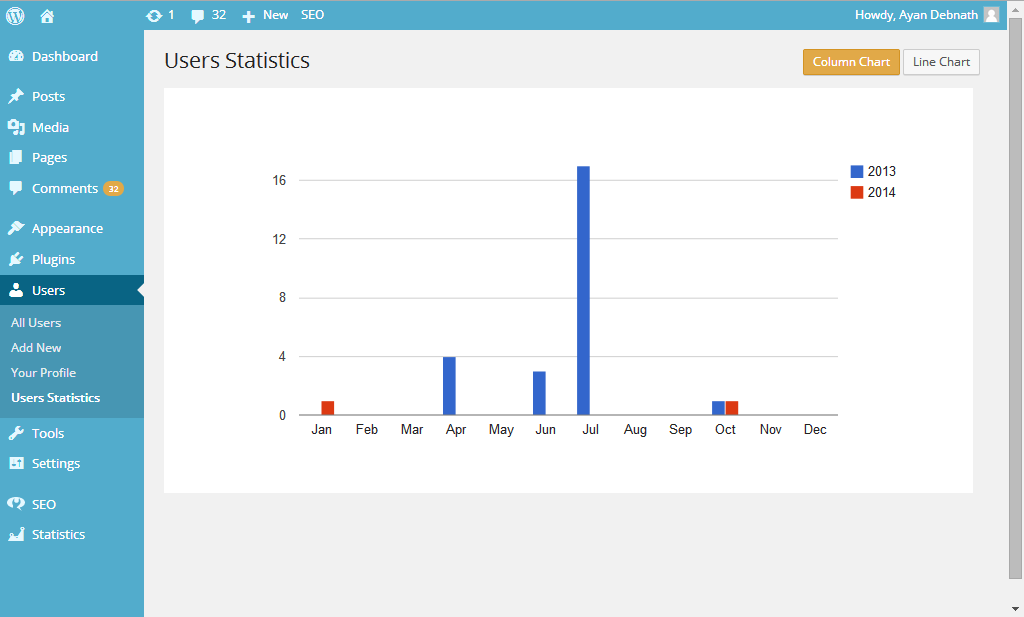 1 32 New SEO Howdy, Ayan Debnath
Dashboard
Posts
Media
Pages
Comments 32
Appearance
Plugins
Users
All Users
Add New
Your Profile
Users Statistics
Tools
Settings
SEO
Statistics
Users Statistics
Column Chart Line Chart
2013
2014
16
12
8
4
0
Jan Feb Mar Apr May Jun Jul Aug Sep Oct Nov Dec